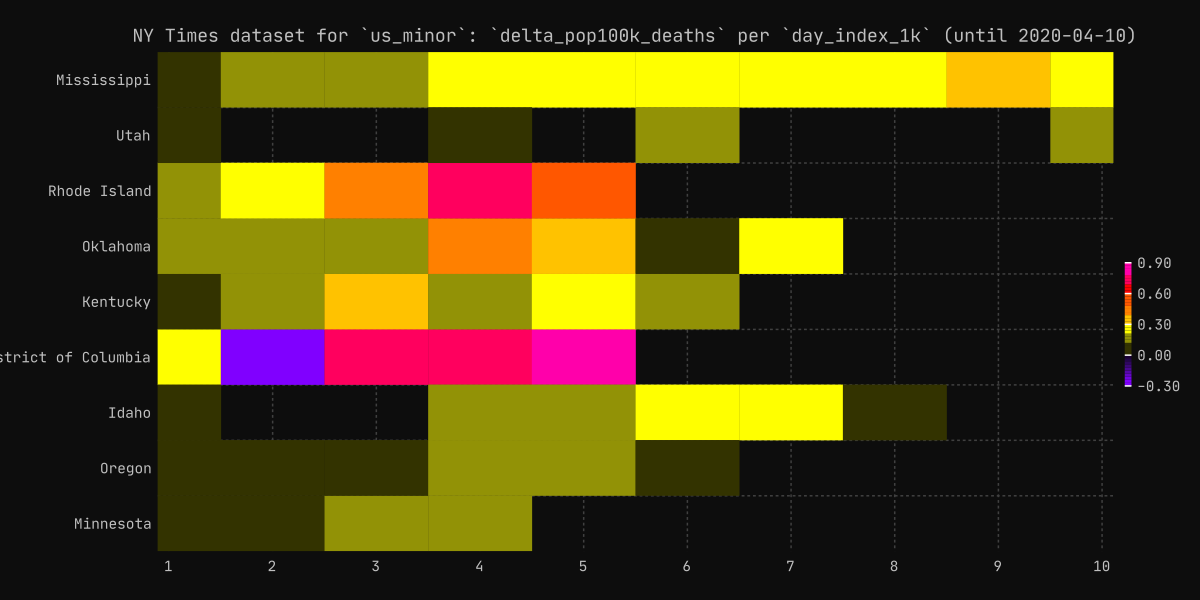 NY Times dataset for `us_minor`: `delta_pop100k_deaths` per `day_index_1k` (until 2020-04-10)
Mississippi
Utah
Rhode Island
Oklahoma
Kentucky
strict of Columbia
Idaho
Oregon
Minnesota
1 2 3 4 5 6 7 8 9 10
0.90
0.60
0.30
0.00
-0.30